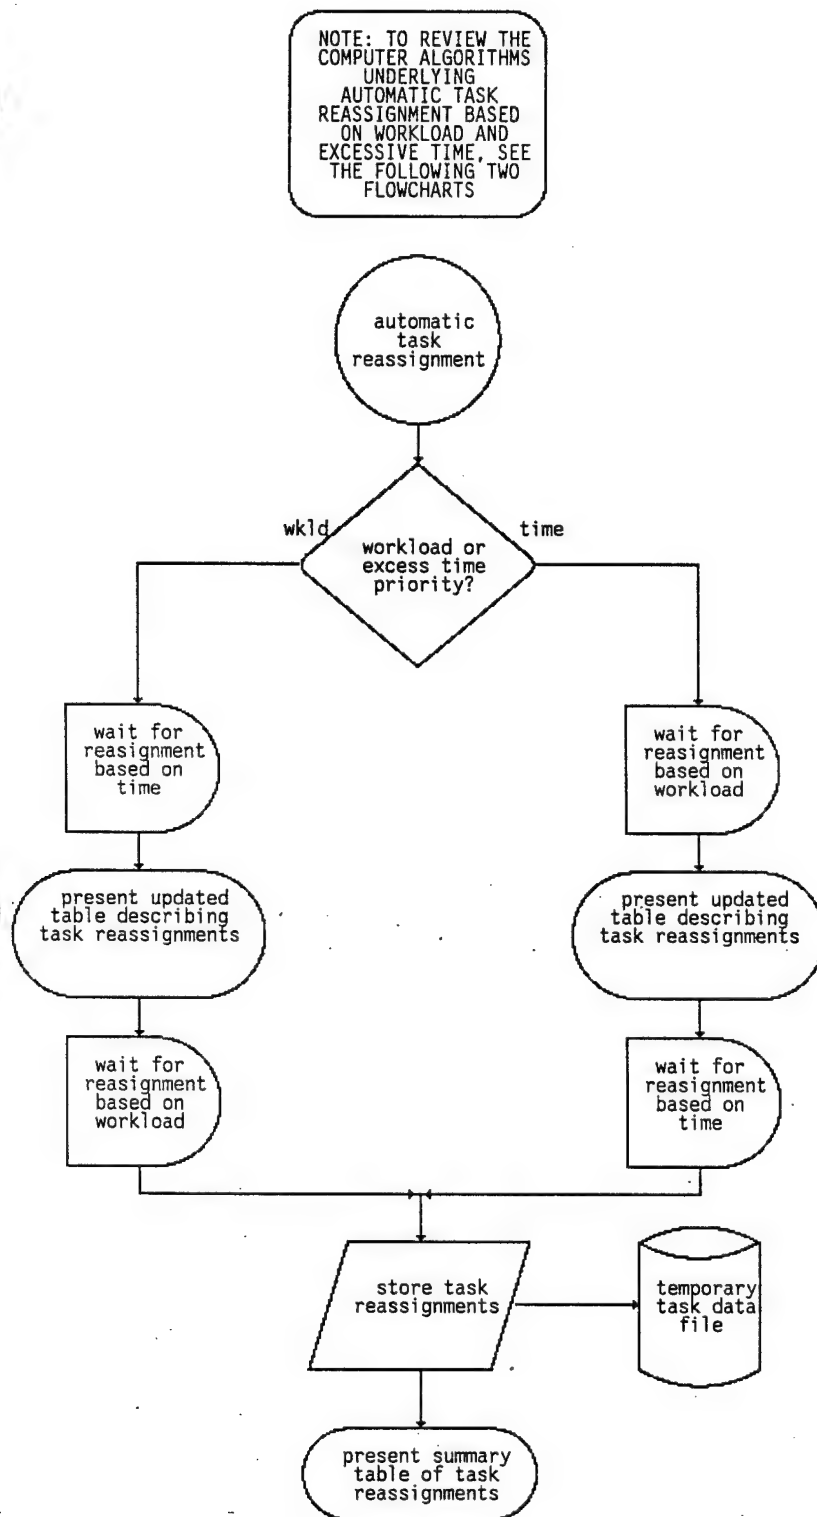 NOTE: TO REVIEW THE
COMPUTER ALGORITHMS
UNDERLYING
AUTOMATIC TASK
REASSIGNMENT BASED
ON WORKLOAD AND
EXCESSIVE TIME, SEE
THE FOLLOWING TWO
FLOWCHARTS
automatic
task
reassignment
wkld
time
workload or
excess time
priority?
wait for
reasignment
based on
time
wait for
reasignment
based on
workload
present updated
table describing
task reassignments
present updated
table describing
task reassignments
wait for
reasignment
based on
workload
wait for
reasignment
based on
time
store task
reassignments
temporary
task data
file
present summary
table of task
reassignments